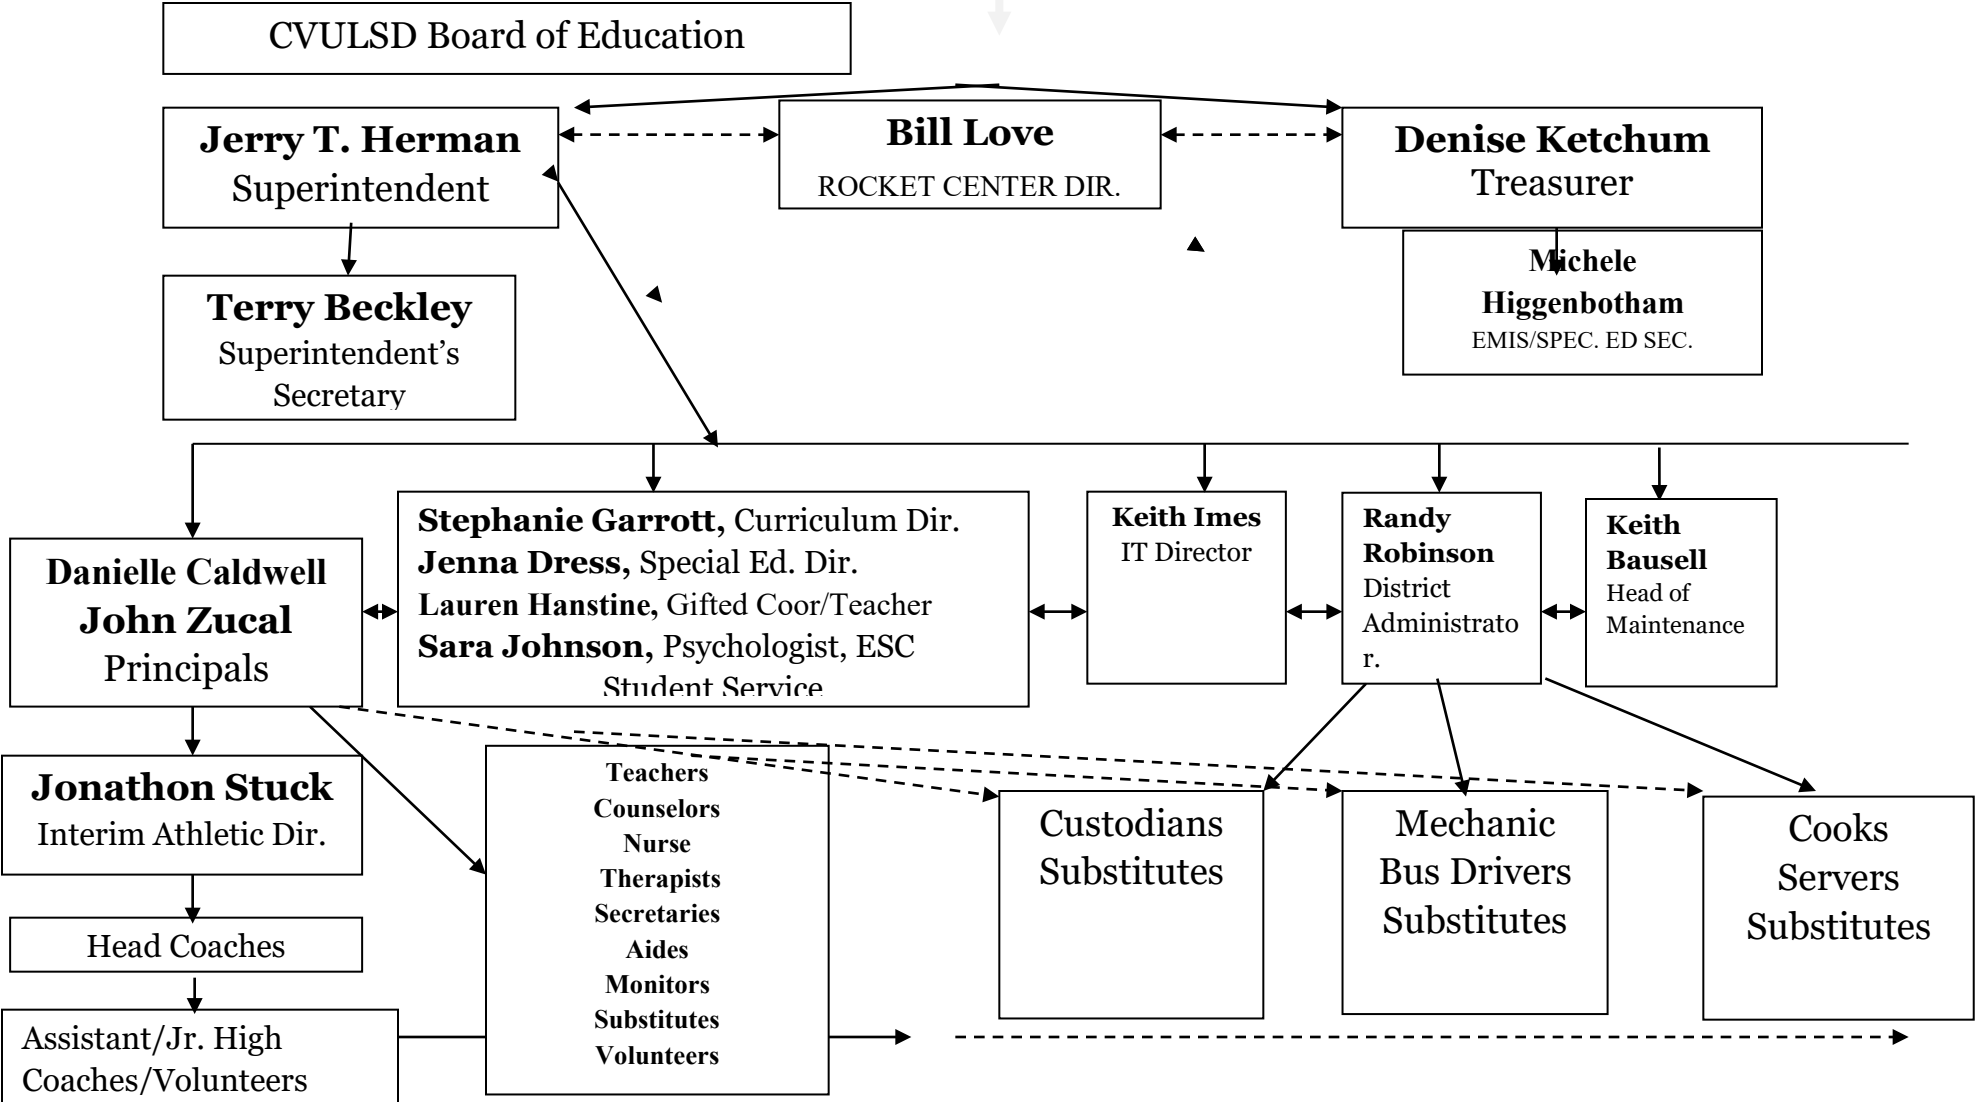 CVULSD Board of Education
Jerry T. Herman
Superintendent
Bill Love
ROCKET CENTER DIR.
Denise Ketchum
Treasurer
Michele
Higgenbotham
EMIS/SPEC. ED SEC.
Terry Beckley
Superintendent’s
Secretary
Danielle Caldwell
John Zucal
Principals
Stephanie Garrott, Curriculum Dir.
Jenna Dress, Special Ed. Dir.
Lauren Hanstine, Gifted Coor/Teacher
Sara Johnson, Psychologist, ESC
Student Service
Keith Imes
IT Director
Randy
Robinson
District
Administrato
r.
Keith
Bausell
Head of
Maintenance
Jonathon Stuck
Interim Athletic Dir.
Head Coaches
Assistant/Jr. High
Coaches/Volunteers
Teachers
Counselors
Nurse
Therapists
Secretaries
Aides
Monitors
Substitutes
Volunteers
Custodians
Substitutes
Mechanic
Bus Drivers
Substitutes
Cooks
Servers
Substitutes